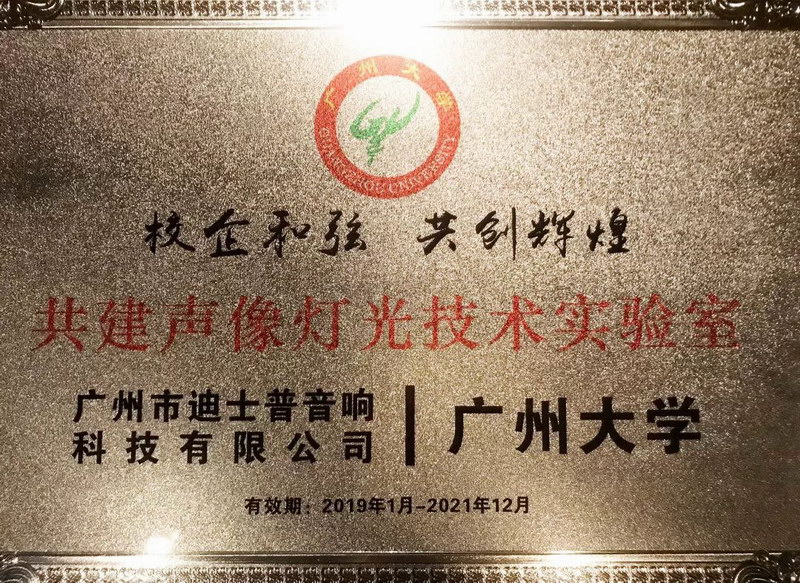 广州大学
GUANGZHOU UNIVERSITY
校企和弦 共创辉煌
共建声像灯光技术实验室
广州市迪士普音响
科技有限公司
广州大学
有效期：2019年1月-2021年12月